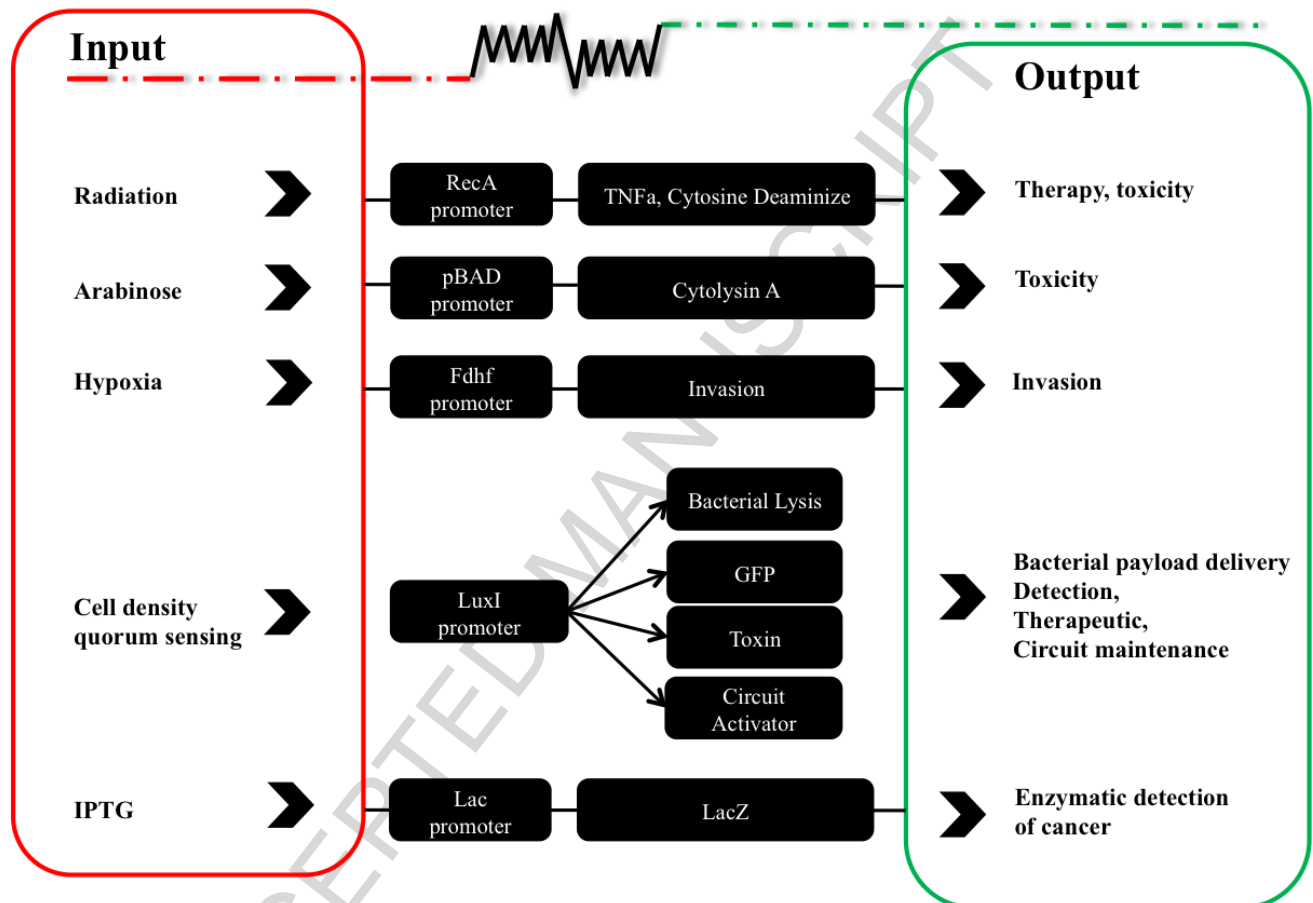 Input
Output
Radiation
RecA
promoter
TNFa, Cytosine Deaminize
Therapy, toxicity
Arabinose
pBAD
promoter
Cytolysin A
Toxicity
Hypoxia
Fdhf
promoter
Invasion
Invasion
Cell density
quorum sensing
LuxI
promoter
Bacterial Lysis
GFP
Toxin
Circuit
Activator
Bacterial payload delivery
Detection,
Therapeutic,
Circuit maintenance
IPTG
Lac
promoter
LacZ
Enzymatic detection
of cancer
CERTED MANUSCRIPT